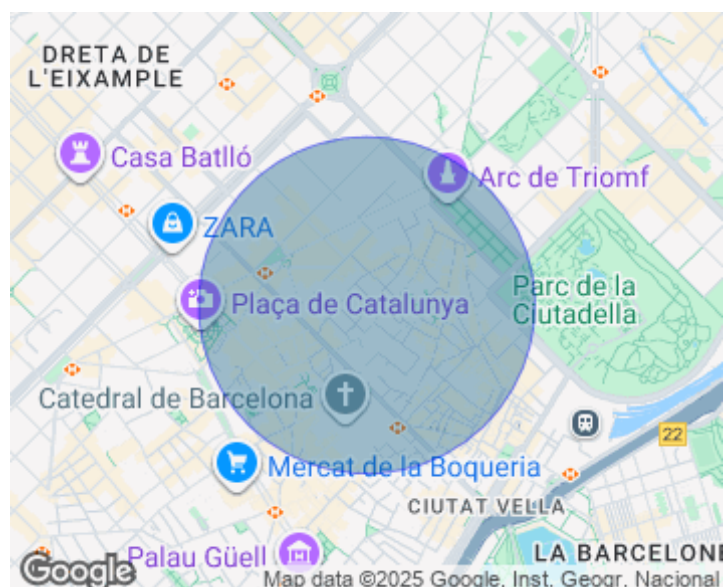 DRETA DE
L'EIXAMPLE
Casa Batlló
Arc de Triomf
ZARA
Plaça de Catalunya
Parc de la
Ciutadella
Catedral de Barcelona
22
Mercat de la Boqueria
CIUTAT VELLA
Palau Güell
LA BARCELONE
Google
Map data ©2025 Google, Inst. Geogr. Nacional